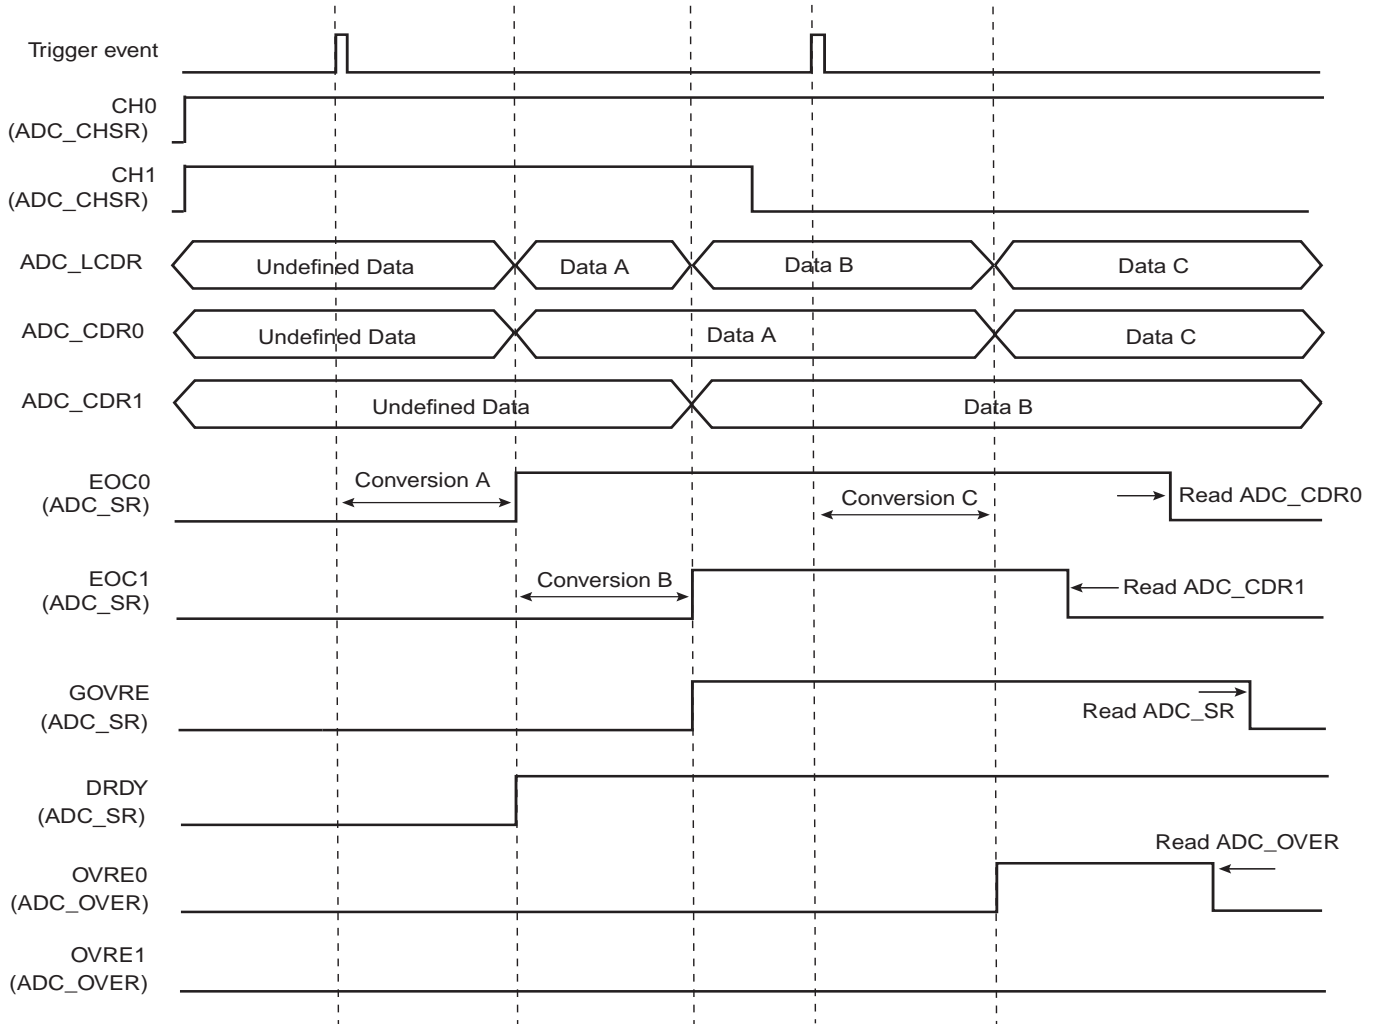 Trigger event
CH0
(ADC_CHSR)
CH1
(ADC_CHSR)
ADC_LCDR
Undefined Data
Data A
Data B
Data C
ADC_CDR0
Undefined Data
Data A
Data C
ADC_CDR1
Undefined Data
Data B
EOC0
(ADC_SR)
Conversion A
Conversion C
Read ADC_CDR0
EOC1
(ADC_SR)
Conversion B
Read ADC_CDR1
GOVRE
(ADC_SR)
Read ADC_SR
DRDY
(ADC_SR)
Read ADC_OVER
OVRE0
(ADC_OVER)
OVRE1
(ADC_OVER)